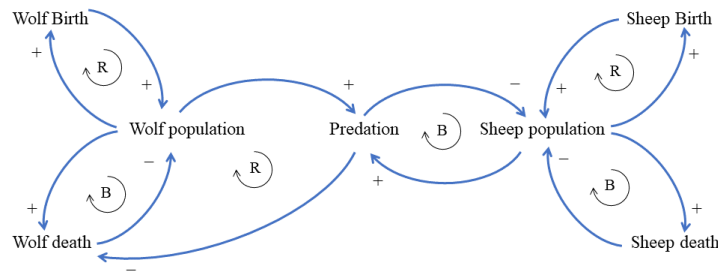 Wolf Birth
Sheep Birth
+
R
+
+
−
+
R
+
Wolf population
Predation
B
Sheep population
−
R
+
−
B
B
+
+
Wolf death
Sheep death
−